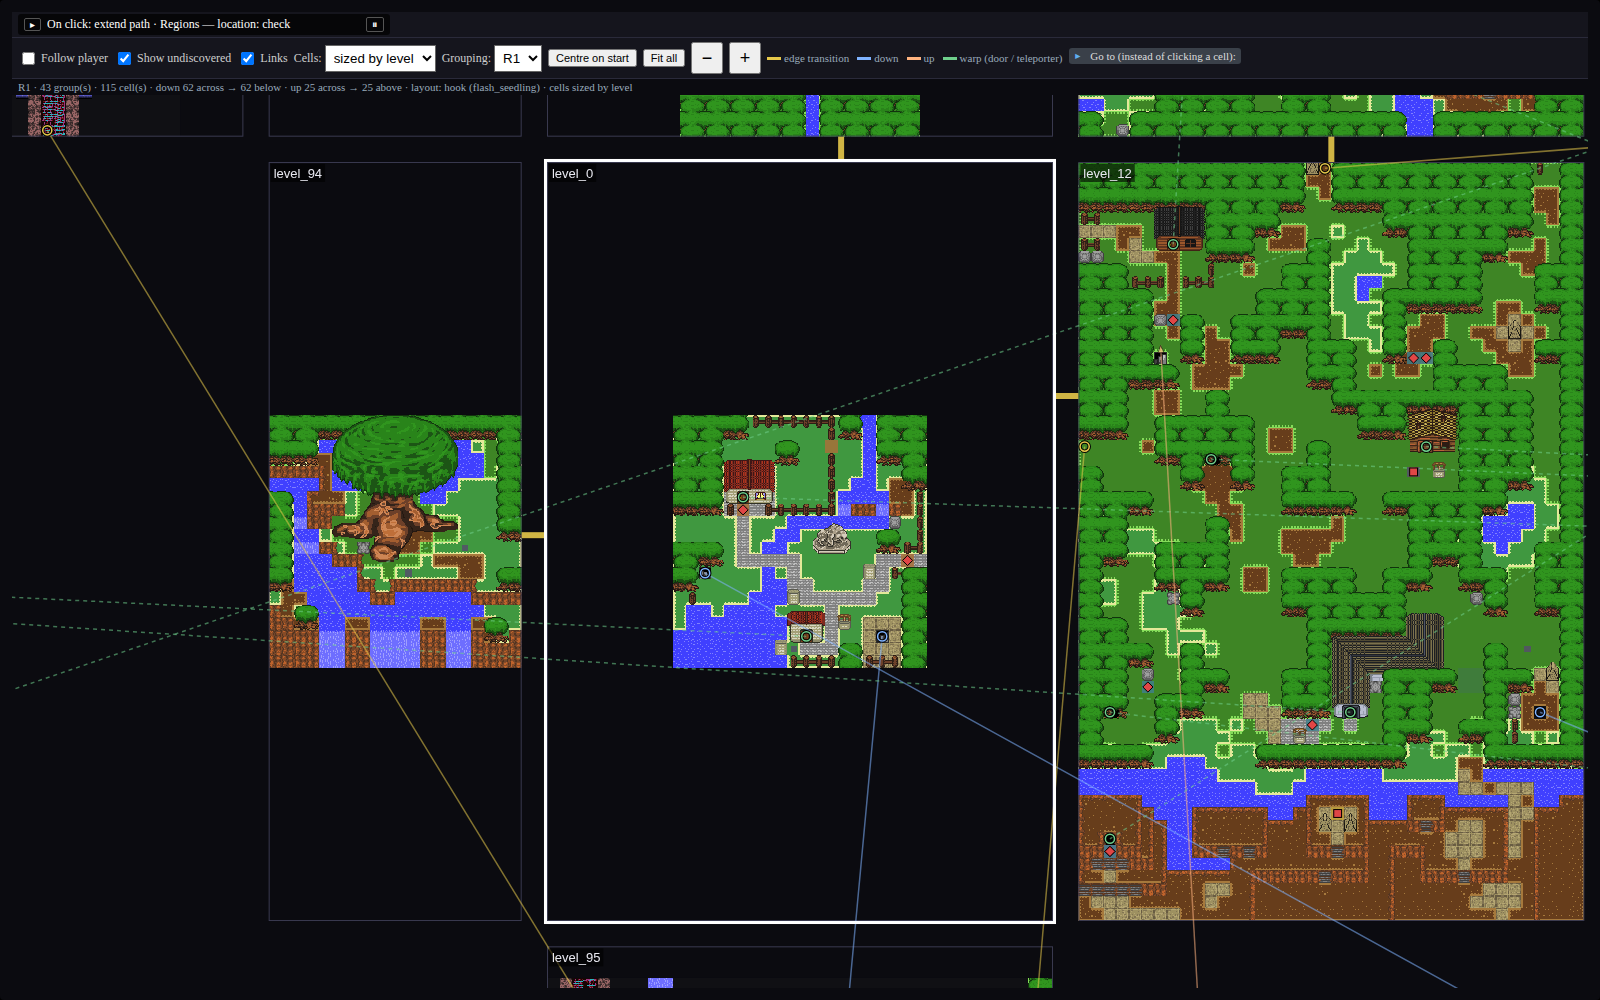 ▶ On click: extend path · Regions — location: check ⏸
Follow player Show undiscovered Links Cells: sized by level Grouping: R1 Centre on start Fit all − + edge transition down up warp (door / teleporter) ▶ Go to (instead of clicking a cell):
R1 · 43 group(s) · 115 cell(s) · down 62 across → 62 below · up 25 across → 25 above · layout: hook (flash_seedling) · cells sized by level
level_94
level_0
level_12
level_95